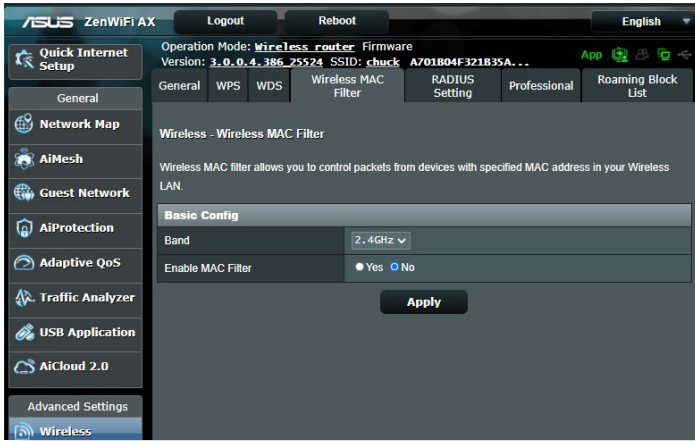 ASUS ZenWiFi AX Logout Reboot English
Quick Internet Setup
Operation Mode: Wireless router Firmware
Version: 3.0.0.4.386_25524 SSID: chuck A701B04F321B35A...
App
General WPS WDS Wireless MAC Filter RADIUS Setting Professional Roaming Block List
General
Network Map
AiMesh
Guest Network
AiProtection
Adaptive QoS
Traffic Analyzer
USB Application
AiCloud 2.0
Advanced Settings
Wireless
Wireless - Wireless MAC Filter
Wireless MAC filter allows you to control packets from devices with specified MAC address in your Wireless
LAN.
Basic Config
Band 2.4GHz
Enable MAC Filter Yes No
Apply